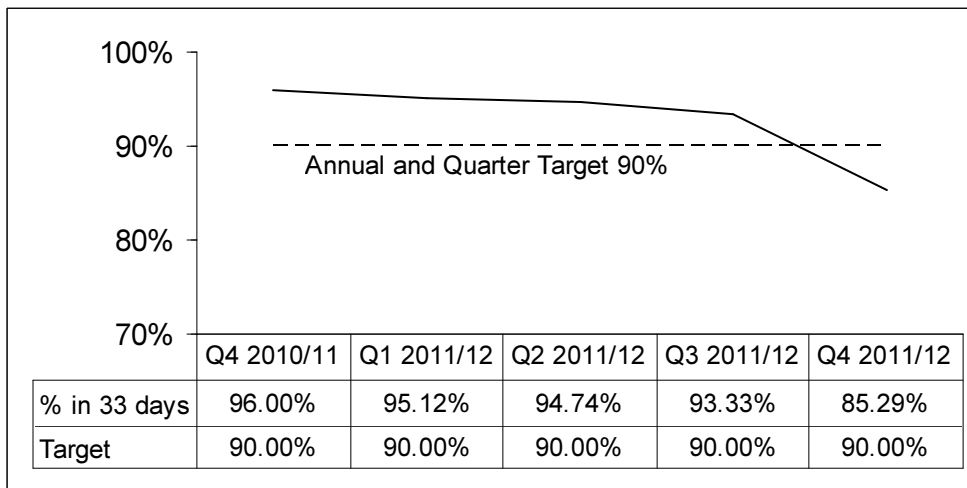 100%
90%
Annual and Quarter Target 90%
80%
70%
Q4 2010/11 Q1 2011/12 Q2 2011/12 Q3 2011/12 Q4 2011/12
% in 33 days 96.00% 95.12% 94.74% 93.33% 85.29%
Target 90.00% 90.00% 90.00% 90.00% 90.00%